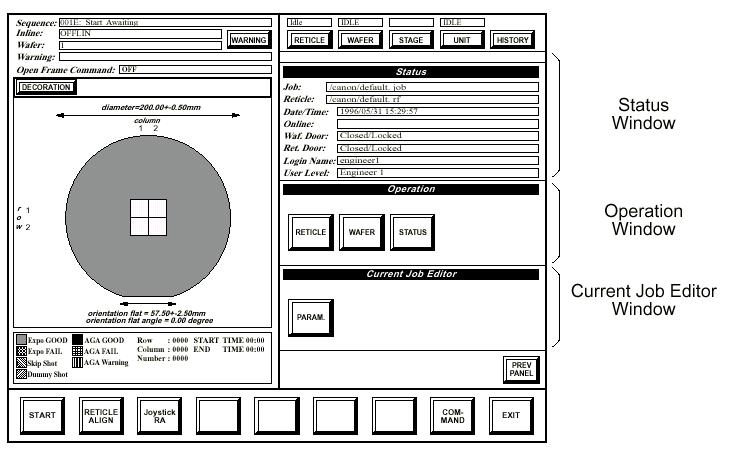 Sequence: 001E: Start Awaiting
Inline: OFFLIN
Wafer: 1
WARNING
Warning:
Open Frame Command: OFF
DECORATION
diameter=200.00+-0.50mm
column
1 2
row
1
2
orientation flat = 57.50+-2.50mm
orientation flat angle = 0.00 degree
Expo GOOD AGA GOOD Row : 0000 START TIME 00:00
Expo FAIL AGA FAIL Column : 0000 END TIME 00:00
Skip Shot AGA Warning Number : 0000
Dummy Shot
Idle IDLE IDLE
RETICLE WAFER STAGE UNIT HISTORY
Status
Job: /canon/default. job
Reticle: /canon/default. rf
Date/Time: 1996/05/31 15:29:57
Online:
Waf. Door: Closed/Locked
Ret. Door: Closed/Locked
Login Name: engineer1
User Level: Engineer 1
Operation
RETICLE WAFER STATUS
Current Job Editor
PARAM.
PREV
PANEL
START
RETICLE
ALIGN
Joystick
RA
COM-
MAND
EXIT
Status
Window
Operation
Window
Current Job Editor
Window